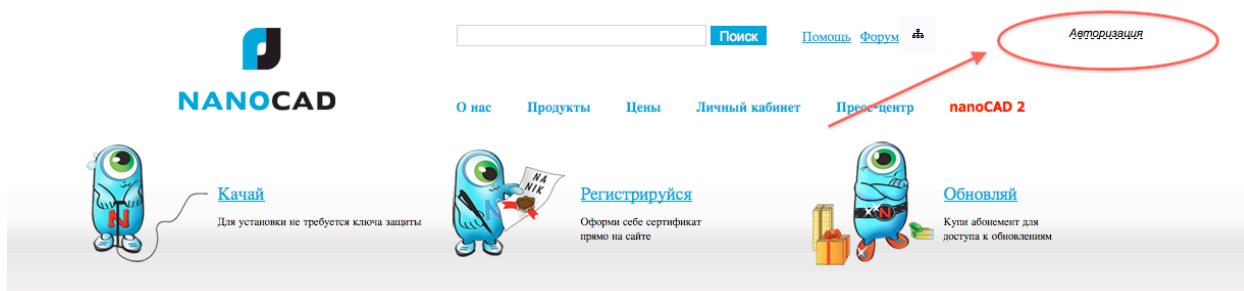 Поиск
Помощь Форум
Авторизация
NANOCAD
О нас Продукты Цены Личный кабинет Пресс-центр nanoCAD 2
NA
NIK
N
N
N
Качай
Для установки не требуется ключа защиты
Регистрируйся
Оформи себе сертификат
прямо на сайте
Обновляй
Купи абонемент для
доступа к обновлениям